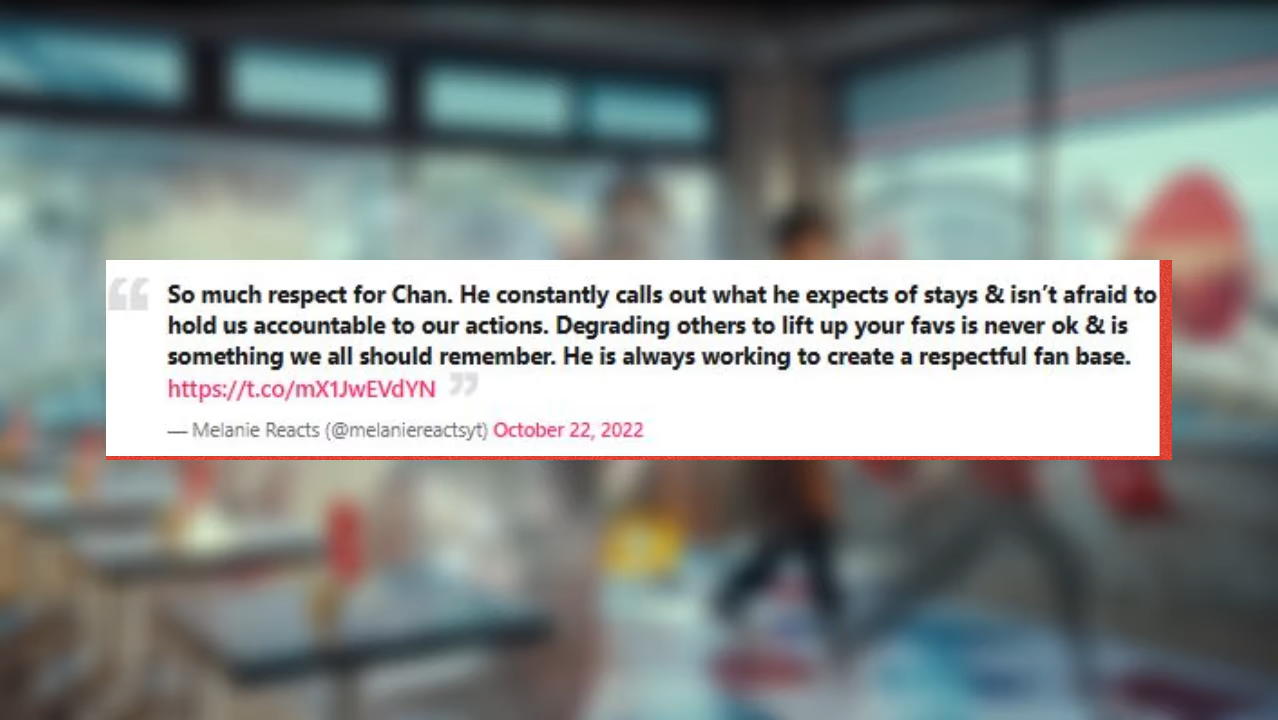 So much respect for Chan. He constantly calls out what he expects of stays & isn't afraid to
hold us accountable to our actions. Degrading others to lift up your favs is never ok & is
something we all should remember. He is always working to create a respectful fan base.
https://t.co/mX1JwEVdYN ”
— Melanie Reacts (@melaniereactsyt) October 22, 2022